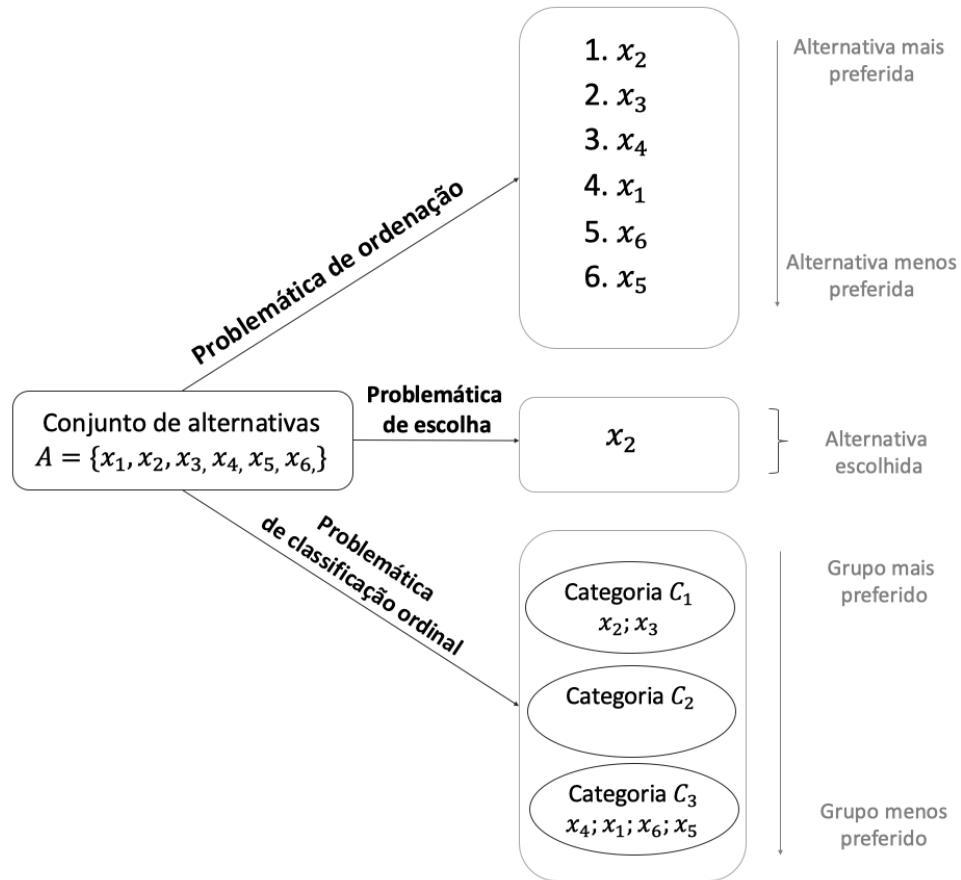 1. x₂
2. x₃
3. x₄
4. x₁
5. x₆
6. x₅
Alternativa mais
preferida
Alternativa menos
preferida
Problemática de ordenação
Conjunto de alternativas
A = {x₁, x₂, x₃, x₄, x₅, x₆,}
Problemática
de escolha
x₂
Alternativa
escolhida
Problemática
de classificação ordinal
Categoria C₁
x₂; x₃
Categoria C₂
Categoria C₃
x₄; x₁; x₆; x₅
Grupo mais
preferido
Grupo menos
preferido